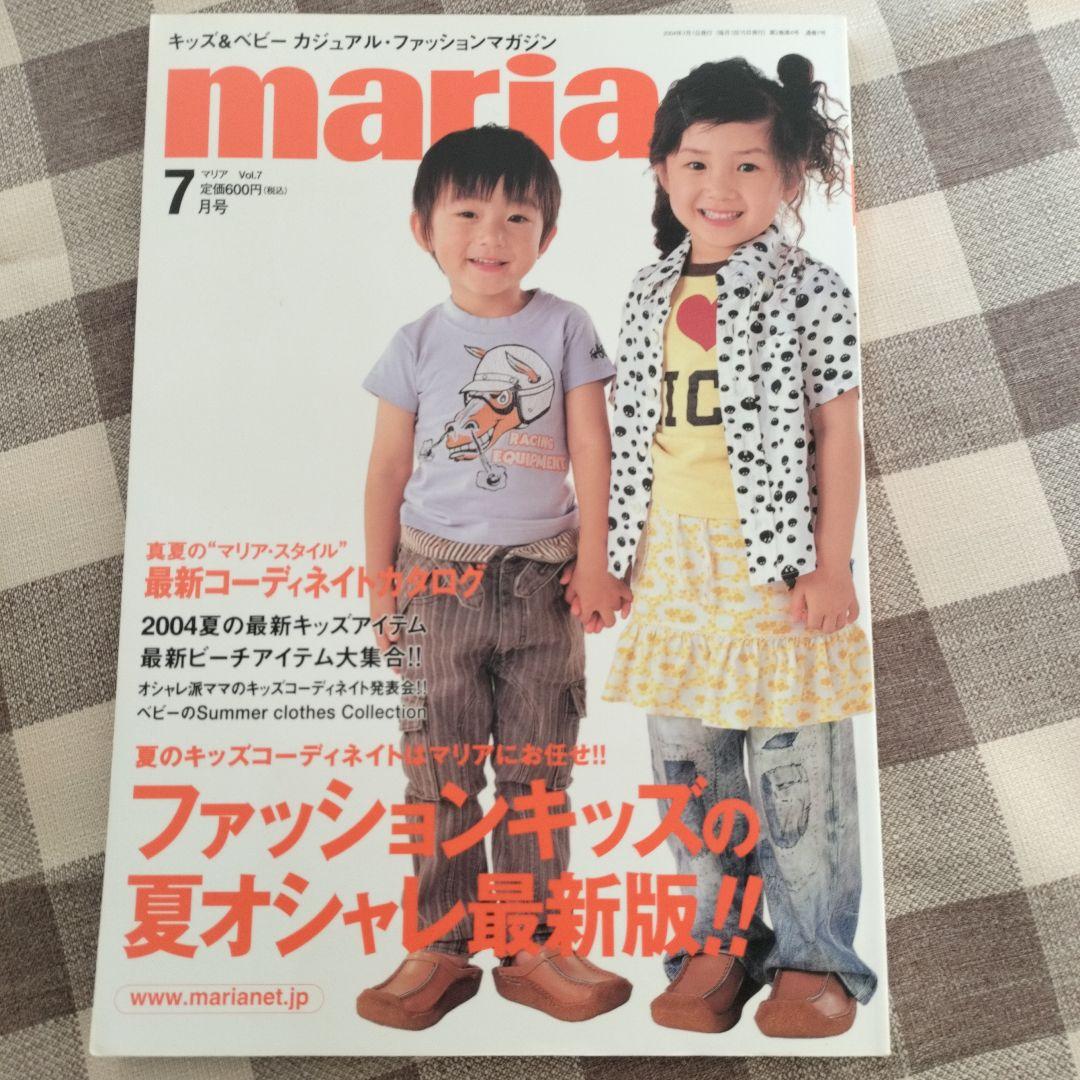 キッズ&ベビー カジュアル・ファッションマガジン
maria
マリア Vol.7
7月号
定価600円(税込)
RACING
EQUIPMENT
IC
真夏の“マリア・スタイル”
最新コーディネイトカタログ
2004夏の最新キッズアイテム
最新ビーチアイテム大集合!!
オシャレ派ママのキッズコーディネイト発表会!!
ベビーのSummer clothes Collection
夏のキッズコーディネイトはマリアにお任せ!!
ファッションキッズの
夏オシャレ最新版!!
www.marianet.jp